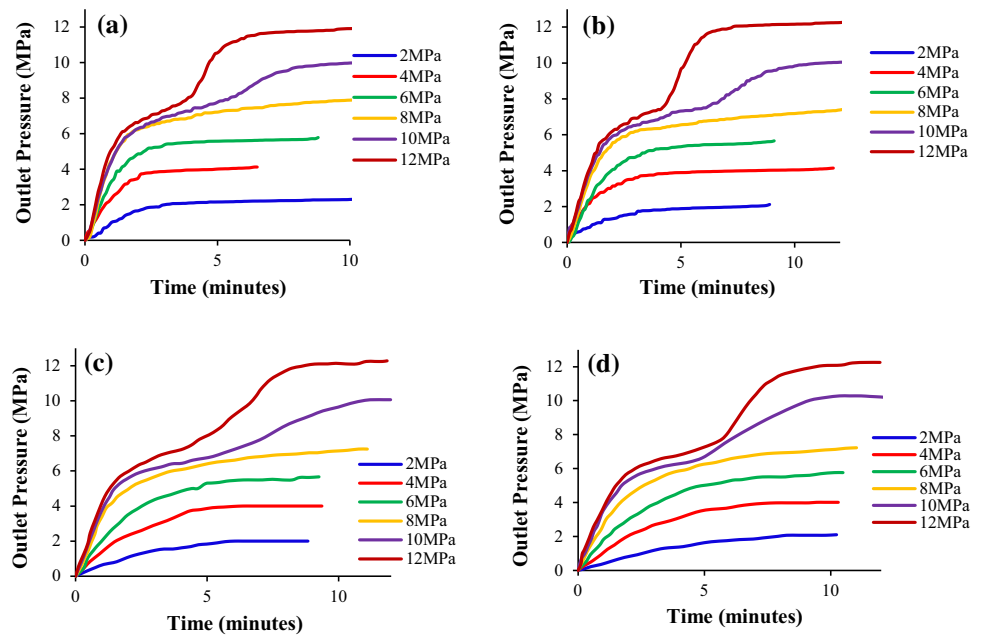 (a)
Outlet Pressure (MPa)
12
10
8
6
4
2
0
0
5
10
Time (minutes)
2MPa
4MPa
6MPa
8MPa
10MPa
12MPa
(b)
Outlet Pressure (MPa)
12
10
8
6
4
2
0
0
5
10
Time (minutes)
2MPa
4MPa
6MPa
8MPa
10MPa
12MPa
(c)
Outlet Pressure (MPa)
12
10
8
6
4
2
0
0
5
10
Time (minutes)
2MPa
4MPa
6MPa
8MPa
10MPa
12MPa
(d)
Outlet Pressure (MPa)
12
10
8
6
4
2
0
0
5
10
Time (minutes)
2MPa
4MPa
6MPa
8MPa
10MPa
12MPa